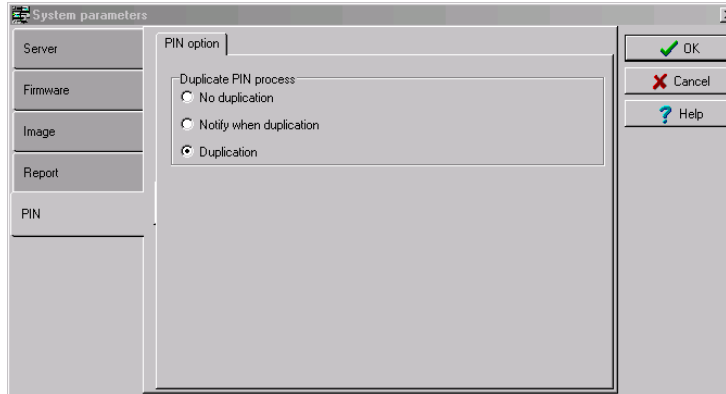 System parameters
Server
Firmware
Image
Report
PIN
PIN option
Duplicate PIN process
No duplication
Notify when duplication
Duplication
OK
Cancel
? Help